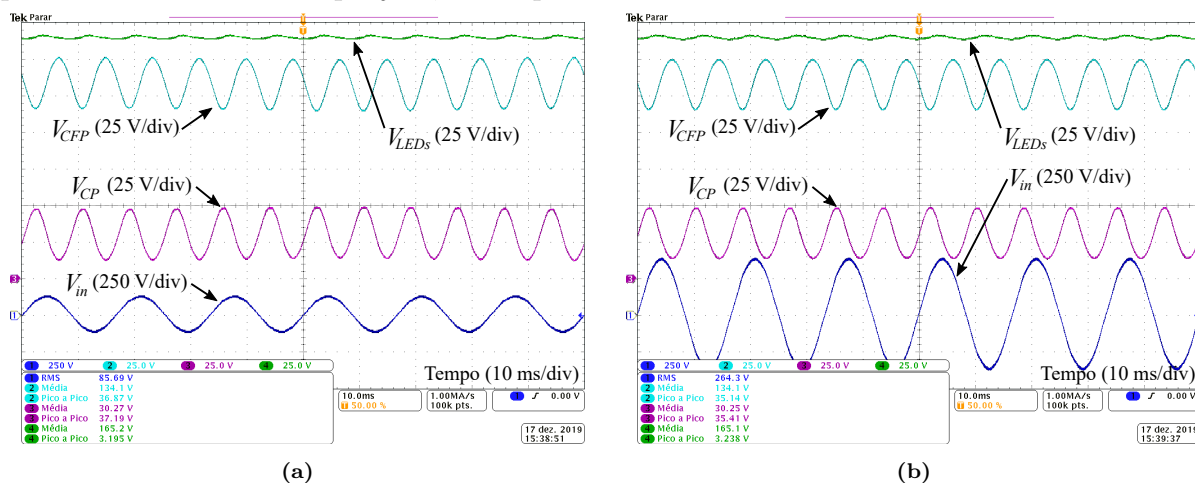 Tek Parar
V_CFP (25 V/div)
V_LEDs (25 V/div)
V_CP (25 V/div)
V_in (250 V/div)
3
1
1 250 V 2 25.0 V 3 25.0 V 4 25.0 V
1 RMS 85.69 V
2 Média 134.1 V
2 Pico a Pico 36.87 V
3 Média 30.27 V
3 Pico a Pico 37.19 V
4 Média 165.2 V
4 Pico a Pico 3.195 V
Tempo (10 ms/div)
10.0ms 1.00MA/s 1 0.00 V
T 50.00 % 100k pts.
17 dez. 2019
15:38:51
(a)
Tek Parar
V_CFP (25 V/div)
V_LEDs (25 V/div)
V_CP (25 V/div)
V_in (250 V/div)
3
1
1 250 V 2 25.0 V 3 25.0 V 4 25.0 V
1 RMS 264.3 V
2 Média 134.1 V
2 Pico a Pico 35.14 V
3 Média 30.25 V
3 Pico a Pico 35.41 V
4 Média 165.1 V
4 Pico a Pico 3.238 V
Tempo (10 ms/div)
10.0ms 1.00MA/s 1 0.00 V
T 50.00 % 100k pts.
17 dez. 2019
15:39:37
(b)